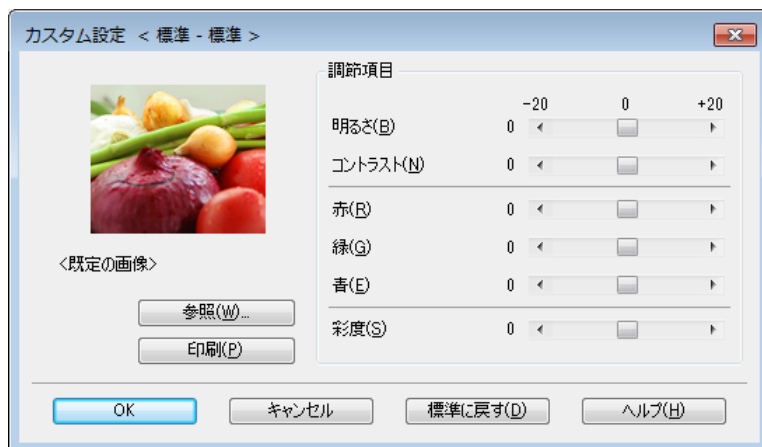 カスタム設定 < 標準 - 標準 >
調節項目
-20 0 +20
明るさ(B) 0
コントラスト(N) 0
赤(R) 0
緑(G) 0
青(E) 0
彩度(S) 0
<既定の画像>
参照(W)...
印刷(P)
OK キャンセル 標準に戻す(D) ヘルプ(H)